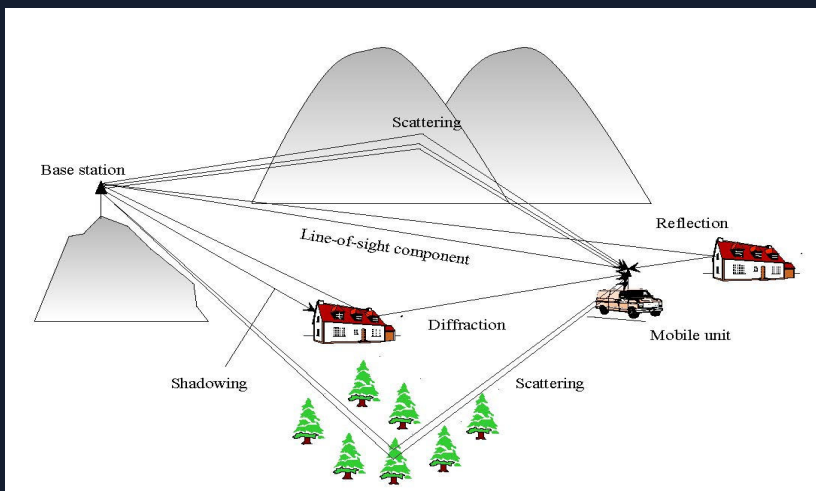 Scattering
Base station
Reflection
Line-of-sight component
Diffraction
Mobile unit
Shadowing
Scattering